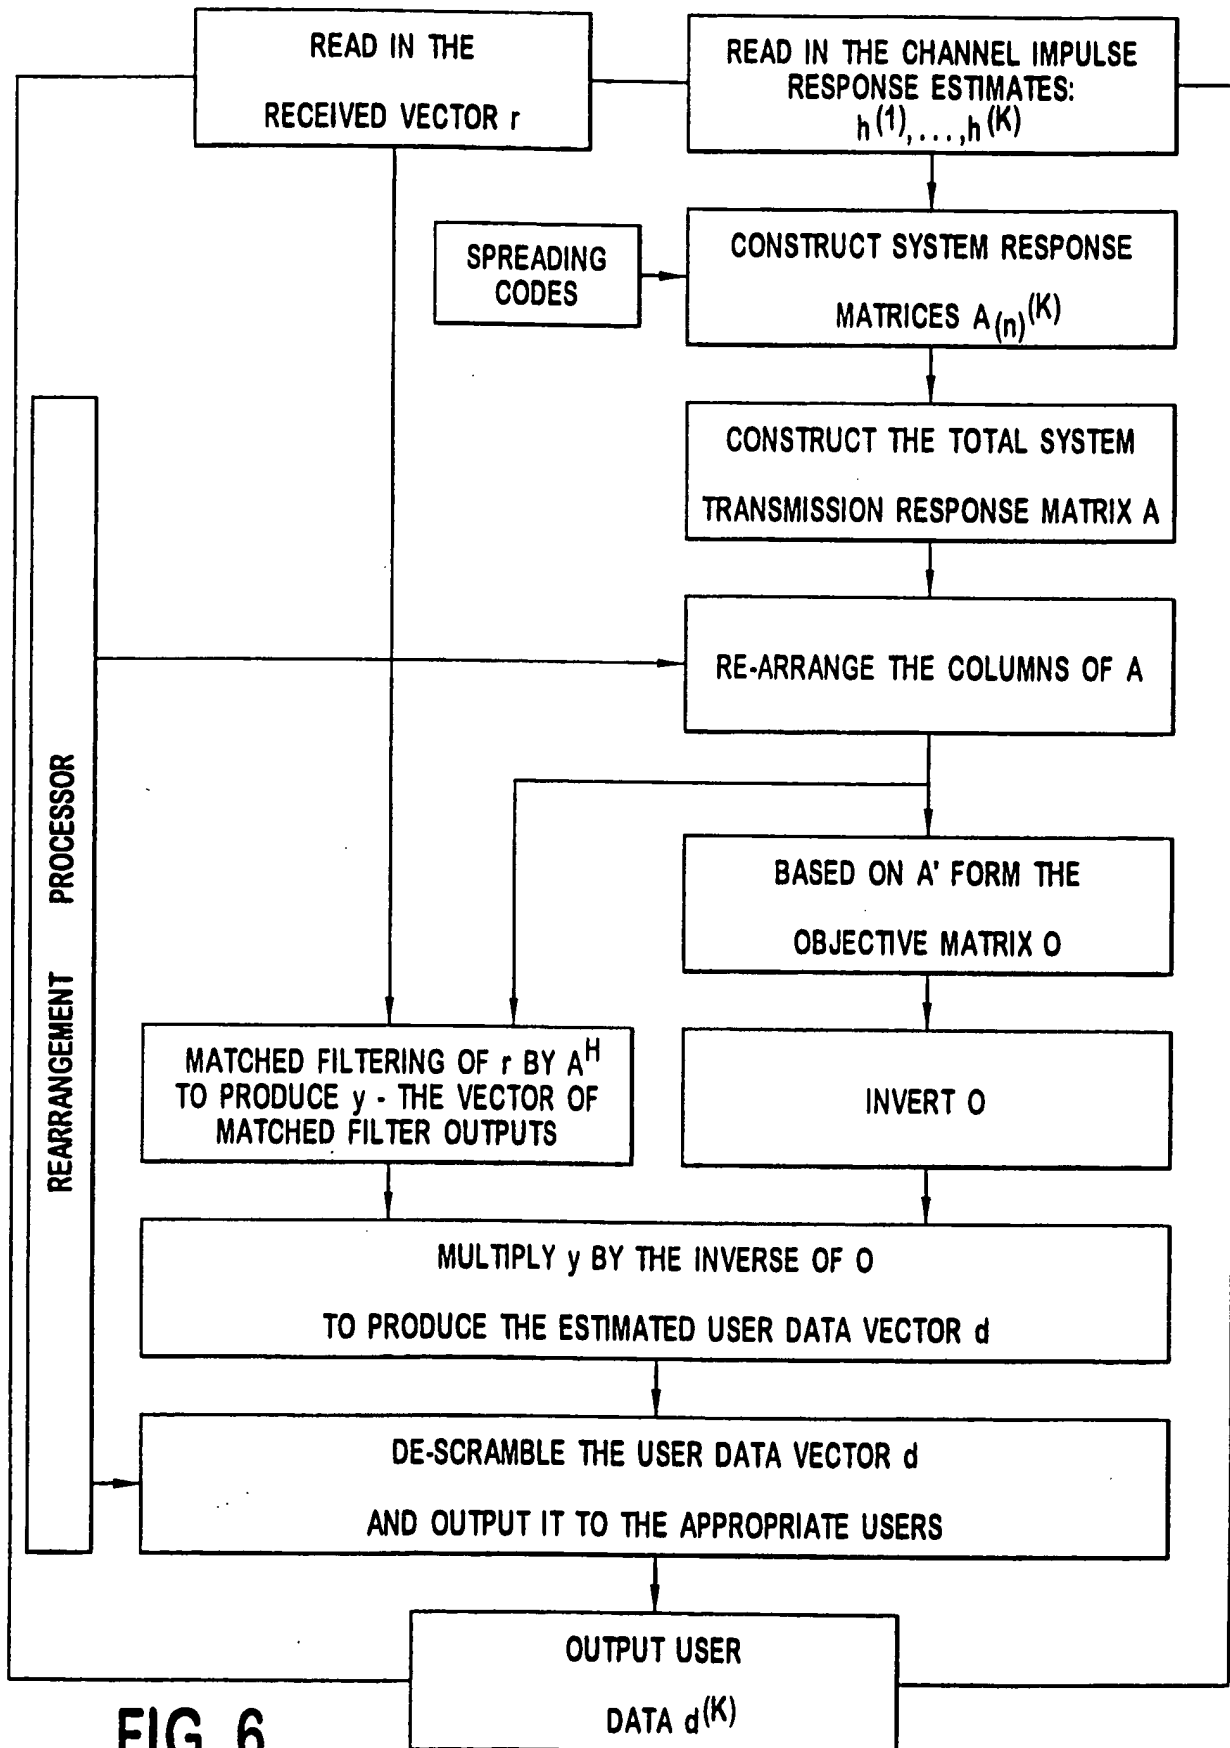 READ IN THE
RECEIVED VECTOR r
READ IN THE CHANNEL IMPULSE
RESPONSE ESTIMATES:
h(1),...,h(K)
SPREADING
CODES
CONSTRUCT SYSTEM RESPONSE
MATRICES A(n)(K)
CONSTRUCT THE TOTAL SYSTEM
TRANSMISSION RESPONSE MATRIX A
RE-ARRANGE THE COLUMNS OF A
REARRANGEMENT PROCESSOR
BASED ON A' FORM THE
OBJECTIVE MATRIX O
MATCHED FILTERING OF r BY AH
TO PRODUCE y - THE VECTOR OF
MATCHED FILTER OUTPUTS
INVERT O
MULTIPLY y BY THE INVERSE OF O
TO PRODUCE THE ESTIMATED USER DATA VECTOR d
DE-SCRAMBLE THE USER DATA VECTOR d
AND OUTPUT IT TO THE APPROPRIATE USERS
OUTPUT USER
DATA d(K)
FIG. 6